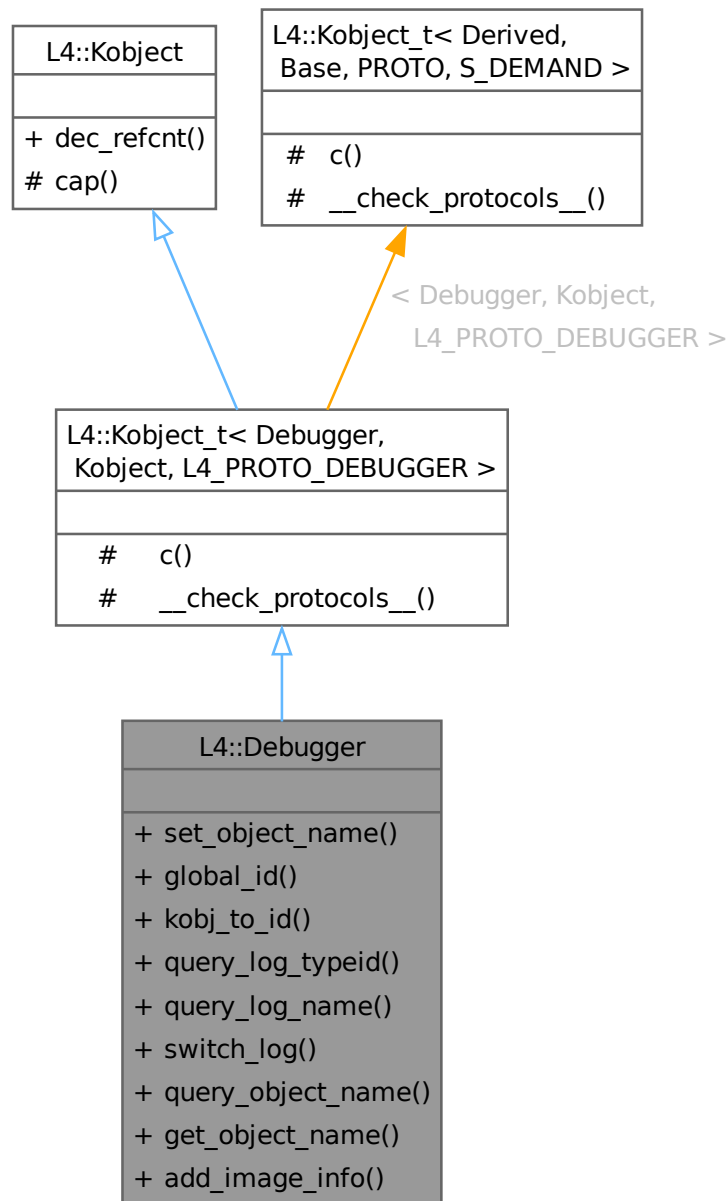 L4::Kobject
+ dec_refcnt()
# cap()
L4::Kobject_t< Derived,
Base, PROTO, S_DEMAND >
# c()
# __check_protocols__()
< Debugger, Kobject,
L4_PROTO_DEBUGGER >
L4::Kobject_t< Debugger,
Kobject, L4_PROTO_DEBUGGER >
# c()
# __check_protocols__()
L4::Debugger
+ set_object_name()
+ global_id()
+ kobj_to_id()
+ query_log_typeid()
+ query_log_name()
+ switch_log()
+ query_object_name()
+ get_object_name()
+ add_image_info()